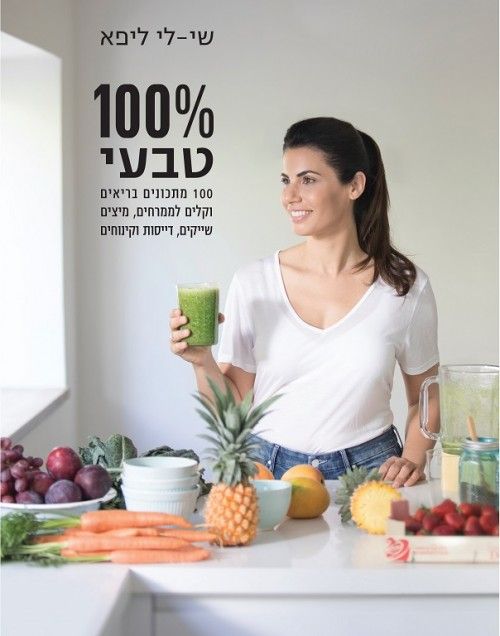 שי-לי ליפא
100%
טבעי
100 מתכונים בריאים
וקלים לממרחים, מיצים
שייקים, דייסות וקינוחים